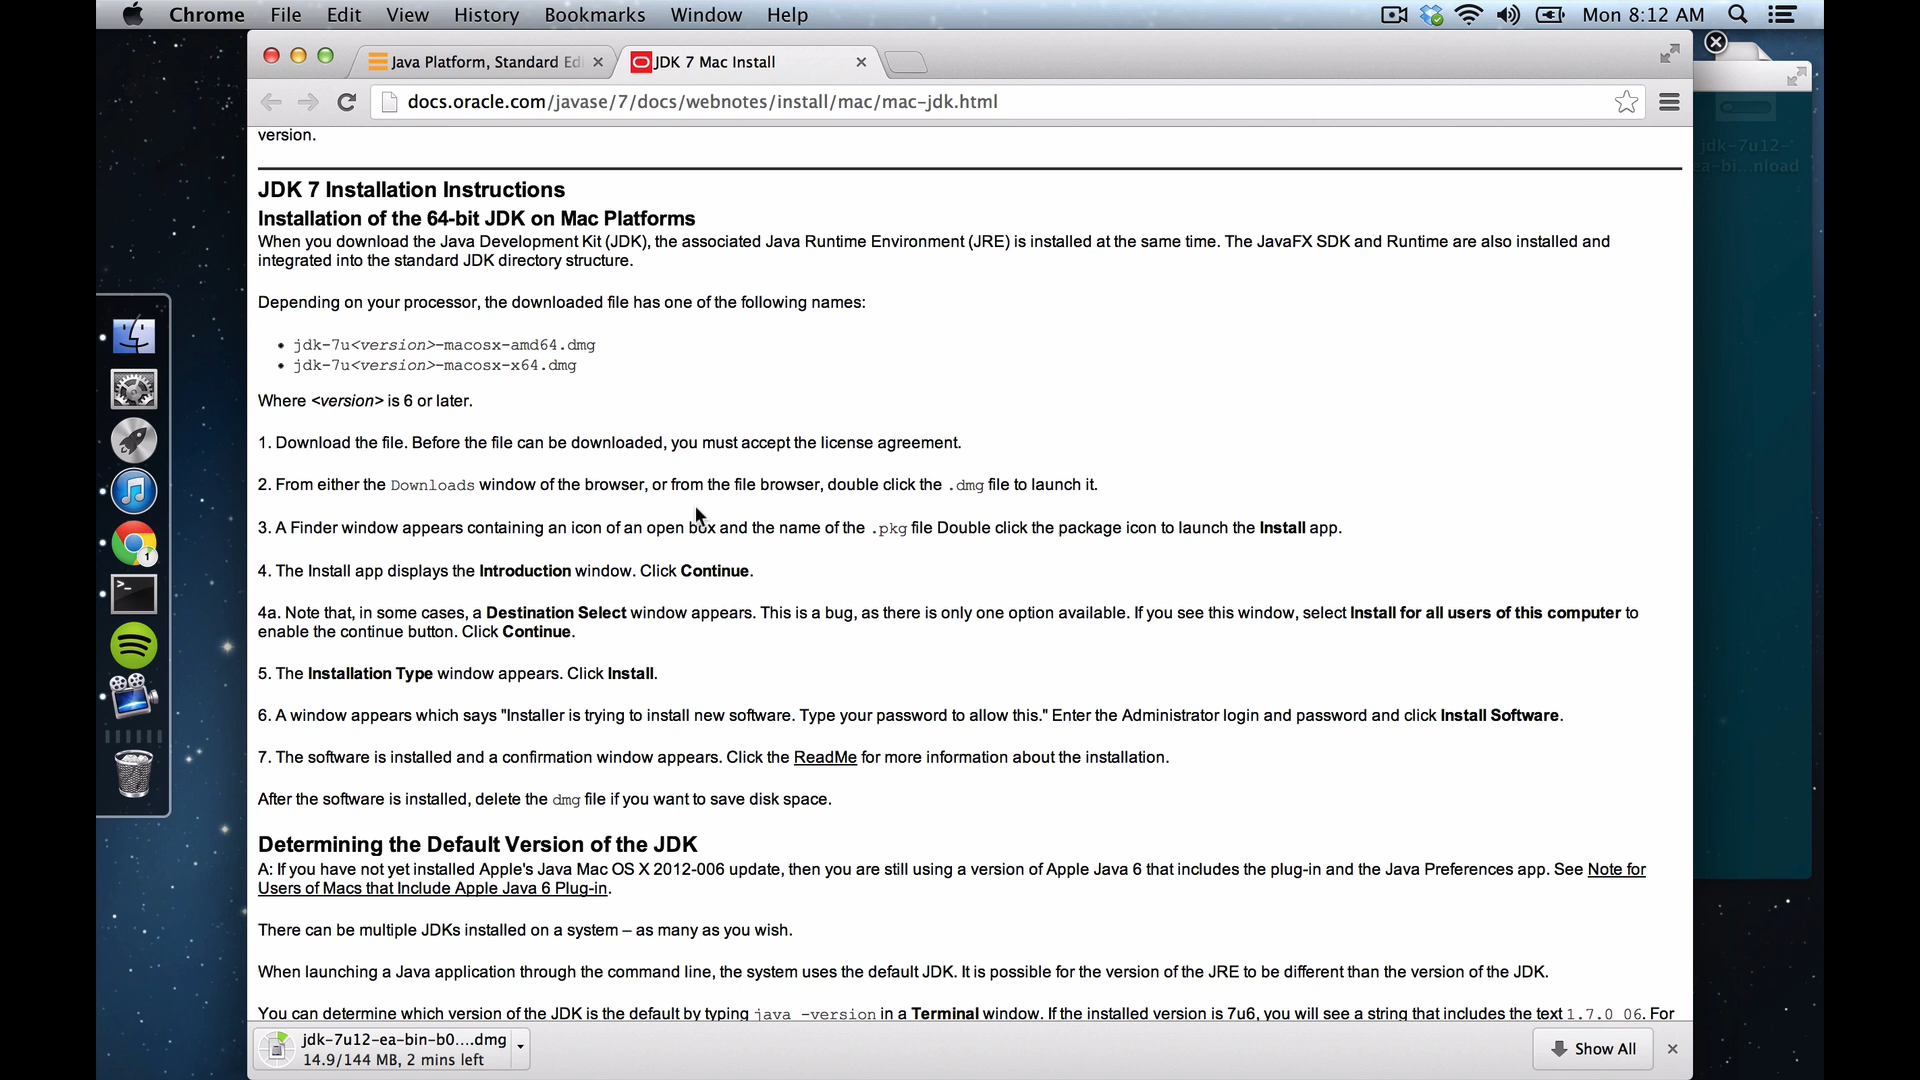 Chrome File Edit View History Bookmarks Window Help Mon 8:12 AM
Java Platform, Standard Edi
JDK 7 Mac Install
docs.oracle.com/javase/7/docs/webnotes/install/mac/mac-jdk.html
jdk-7u12-
ea-bi...nload
version.
JDK 7 Installation Instructions
Installation of the 64-bit JDK on Mac Platforms
When you download the Java Development Kit (JDK), the associated Java Runtime Environment (JRE) is installed at the same time. The JavaFX SDK and Runtime are also installed and
integrated into the standard JDK directory structure.
Depending on your processor, the downloaded file has one of the following names:
• jdk-7u<version>-macosx-amd64.dmg
• jdk-7u<version>-macosx-x64.dmg
Where <version> is 6 or later.
1. Download the file. Before the file can be downloaded, you must accept the license agreement.
2. From either the Downloads window of the browser, or from the file browser, double click the .dmg file to launch it.
3. A Finder window appears containing an icon of an open box and the name of the .pkg file Double click the package icon to launch the Install app.
4. The Install app displays the Introduction window. Click Continue.
4a. Note that, in some cases, a Destination Select window appears. This is a bug, as there is only one option available. If you see this window, select Install for all users of this computer to
enable the continue button. Click Continue.
5. The Installation Type window appears. Click Install.
6. A window appears which says "Installer is trying to install new software. Type your password to allow this." Enter the Administrator login and password and click Install Software.
7. The software is installed and a confirmation window appears. Click the ReadMe for more information about the installation.
After the software is installed, delete the dmg file if you want to save disk space.
Determining the Default Version of the JDK
A: If you have not yet installed Apple's Java Mac OS X 2012-006 update, then you are still using a version of Apple Java 6 that includes the plug-in and the Java Preferences app. See Note for
Users of Macs that Include Apple Java 6 Plug-in.
There can be multiple JDKs installed on a system – as many as you wish.
When launching a Java application through the command line, the system uses the default JDK. It is possible for the version of the JRE to be different than the version of the JDK.
You can determine which version of the JDK is the default by typing java -version in a Terminal window. If the installed version is 7u6, you will see a string that includes the text 1.7.0_06. For
1
jdk-7u12-ea-bin-b0....dmg
14.9/144 MB, 2 mins left
Show All